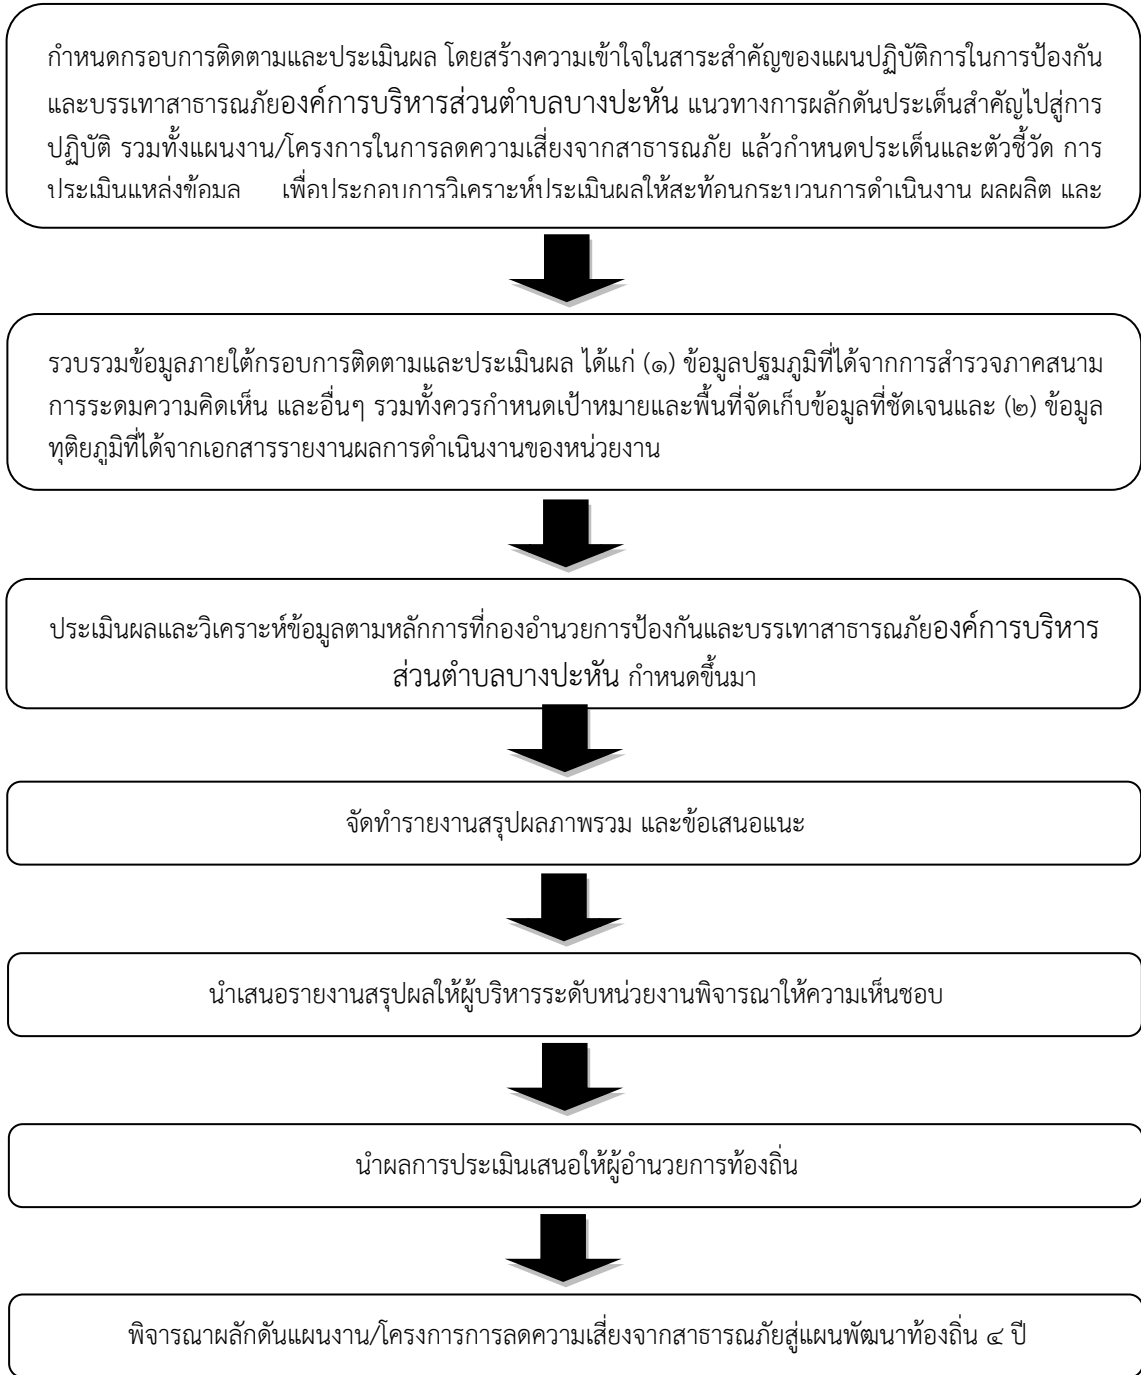 กำหนดกรอบการติดตามและประเมินผล โดยสร้างความเข้าใจในสาระสำคัญของแผนปฏิบัติการในการป้องกัน
และบรรเทาสาธารณภัยองค์การบริหารส่วนตำบลบางปะหัน แนวทางการผลักดันประเด็นสำคัญไปสู่การ
ปฏิบัติ รวมทั้งแผนงาน/โครงการในการลดความเสี่ยงจากสาธารณภัย แล้วกำหนดประเด็นและตัวชี้วัด การ
ประเมินแหล่งข้อมูล เพื่อประกอบการวิเคราะห์ประเมินผลให้สะท้อนกระบวนการดำเนินงาน ผลผลิต และ
รวบรวมข้อมูลภายใต้กรอบการติดตามและประเมินผล ได้แก่ (๑) ข้อมูลปฐมภูมิที่ได้จากการสำรวจภาคสนาม
การระดมความคิดเห็น และอื่นๆ รวมทั้งควรกำหนดเป้าหมายและพื้นที่จัดเก็บข้อมูลที่ชัดเจนและ (๒) ข้อมูล
ทุติยภูมิที่ได้จากเอกสารรายงานผลการดำเนินงานของหน่วยงาน
ประเมินผลและวิเคราะห์ข้อมูลตามหลักการที่กองอำนวยการป้องกันและบรรเทาสาธารณภัยองค์การบริหาร
ส่วนตำบลบางปะหัน กำหนดขึ้นมา
จัดทำรายงานสรุปผลภาพรวม และข้อเสนอแนะ
นำเสนอรายงานสรุปผลให้ผู้บริหารระดับหน่วยงานพิจารณาให้ความเห็นชอบ
นำผลการประเมินเสนอให้ผู้อำนวยการท้องถิ่น
พิจารณาผลักดันแผนงาน/โครงการการลดความเสี่ยงจากสาธารณภัยสู่แผนพัฒนาท้องถิ่น ๔ ปี